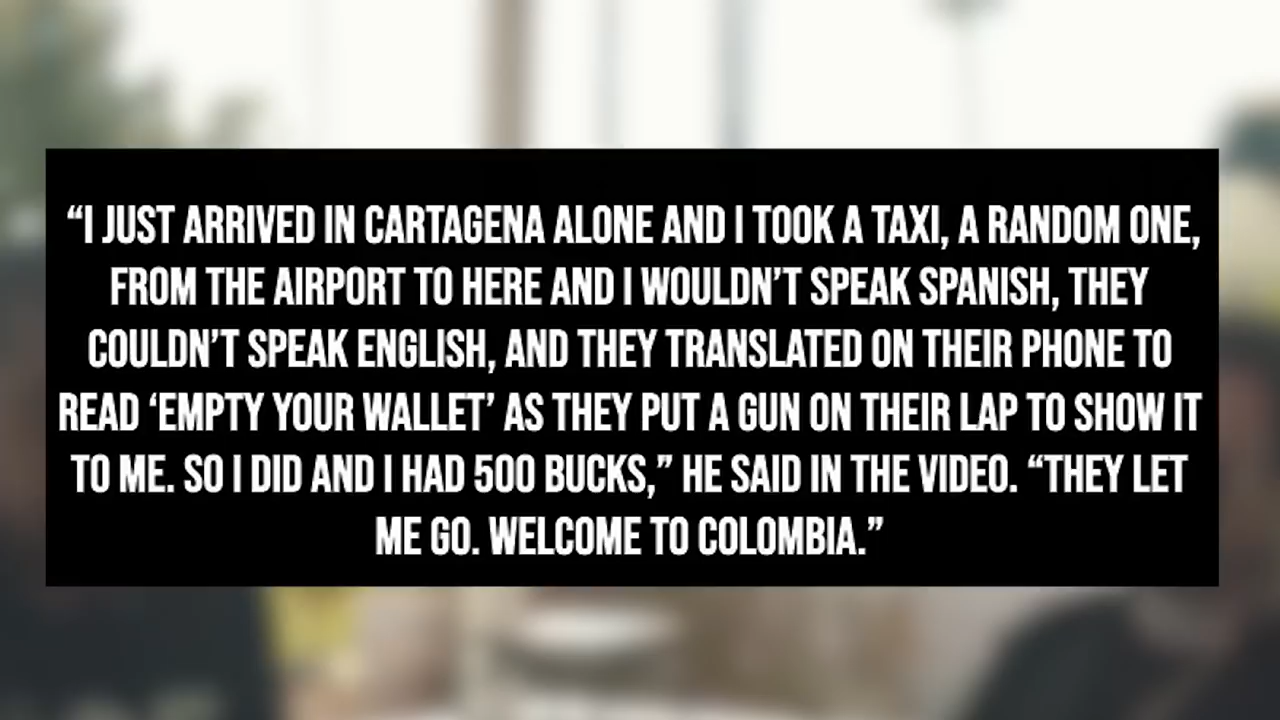 “I JUST ARRIVED IN CARTAGENA ALONE AND I TOOK A TAXI, A RANDOM ONE,
FROM THE AIRPORT TO HERE AND I WOULDN’T SPEAK SPANISH, THEY
COULDN’T SPEAK ENGLISH, AND THEY TRANSLATED ON THEIR PHONE TO
READ ‘EMPTY YOUR WALLET’ AS THEY PUT A GUN ON THEIR LAP TO SHOW IT
TO ME. SO I DID AND I HAD 500 BUCKS,” HE SAID IN THE VIDEO. “THEY LET
ME GO. WELCOME TO COLOMBIA.”